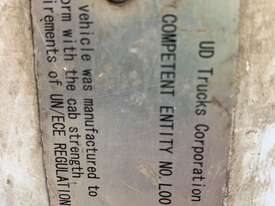 UD Trucks Corporation
COMPETENT ENTITY NO. L00
vehicle was manufactured to
orm with the cab strength
irements of UN/ECE REGULATION